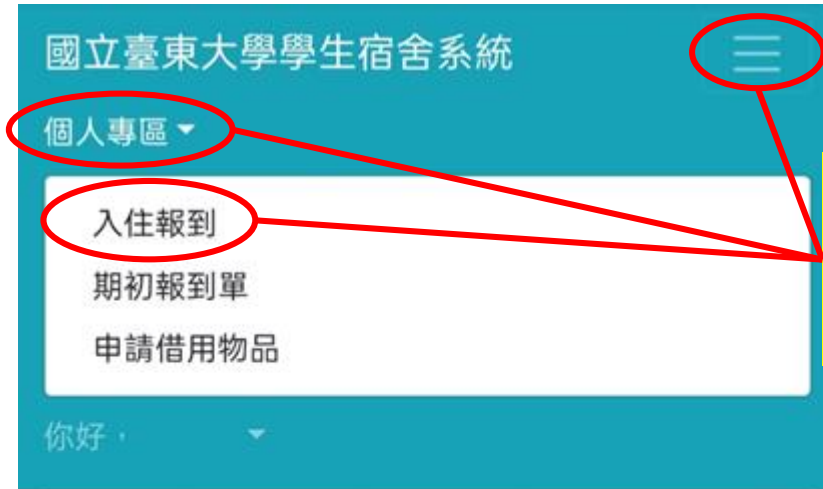 國立臺東大學學生宿舍系統
個人專區
入住報到
期初報到單
申請借用物品
你好，